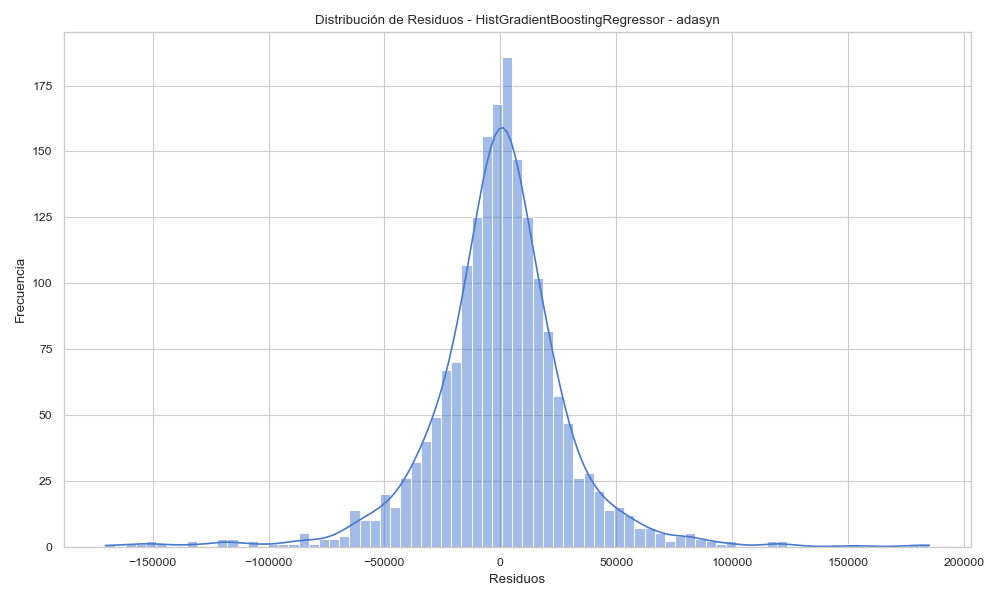 Distribución de Residuos - HistGradientBoostingRegressor - adasyn
Frecuencia
175
150
125
100
75
50
25
0
−150000 −100000 −50000 0 50000 100000 150000 200000
Residuos